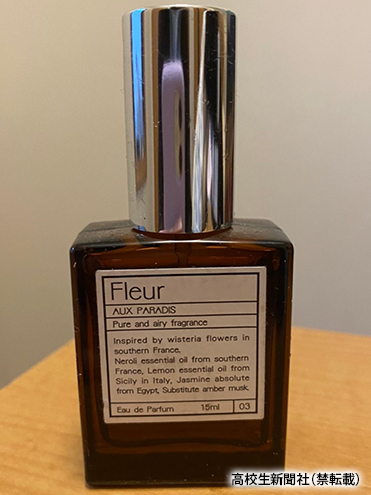 Fleur
AUX PARADIS
Pure and airy fragrance
Inspired by wisteria flowers in
southern France.
Neroli essential oil from southern
France, Lemon essential oil from
Sicily in Italy, Jasmine absolute
from Egypt, Substitute amber musk.
Eau de Parfum 15ml 03
高校生新聞社(禁転載)